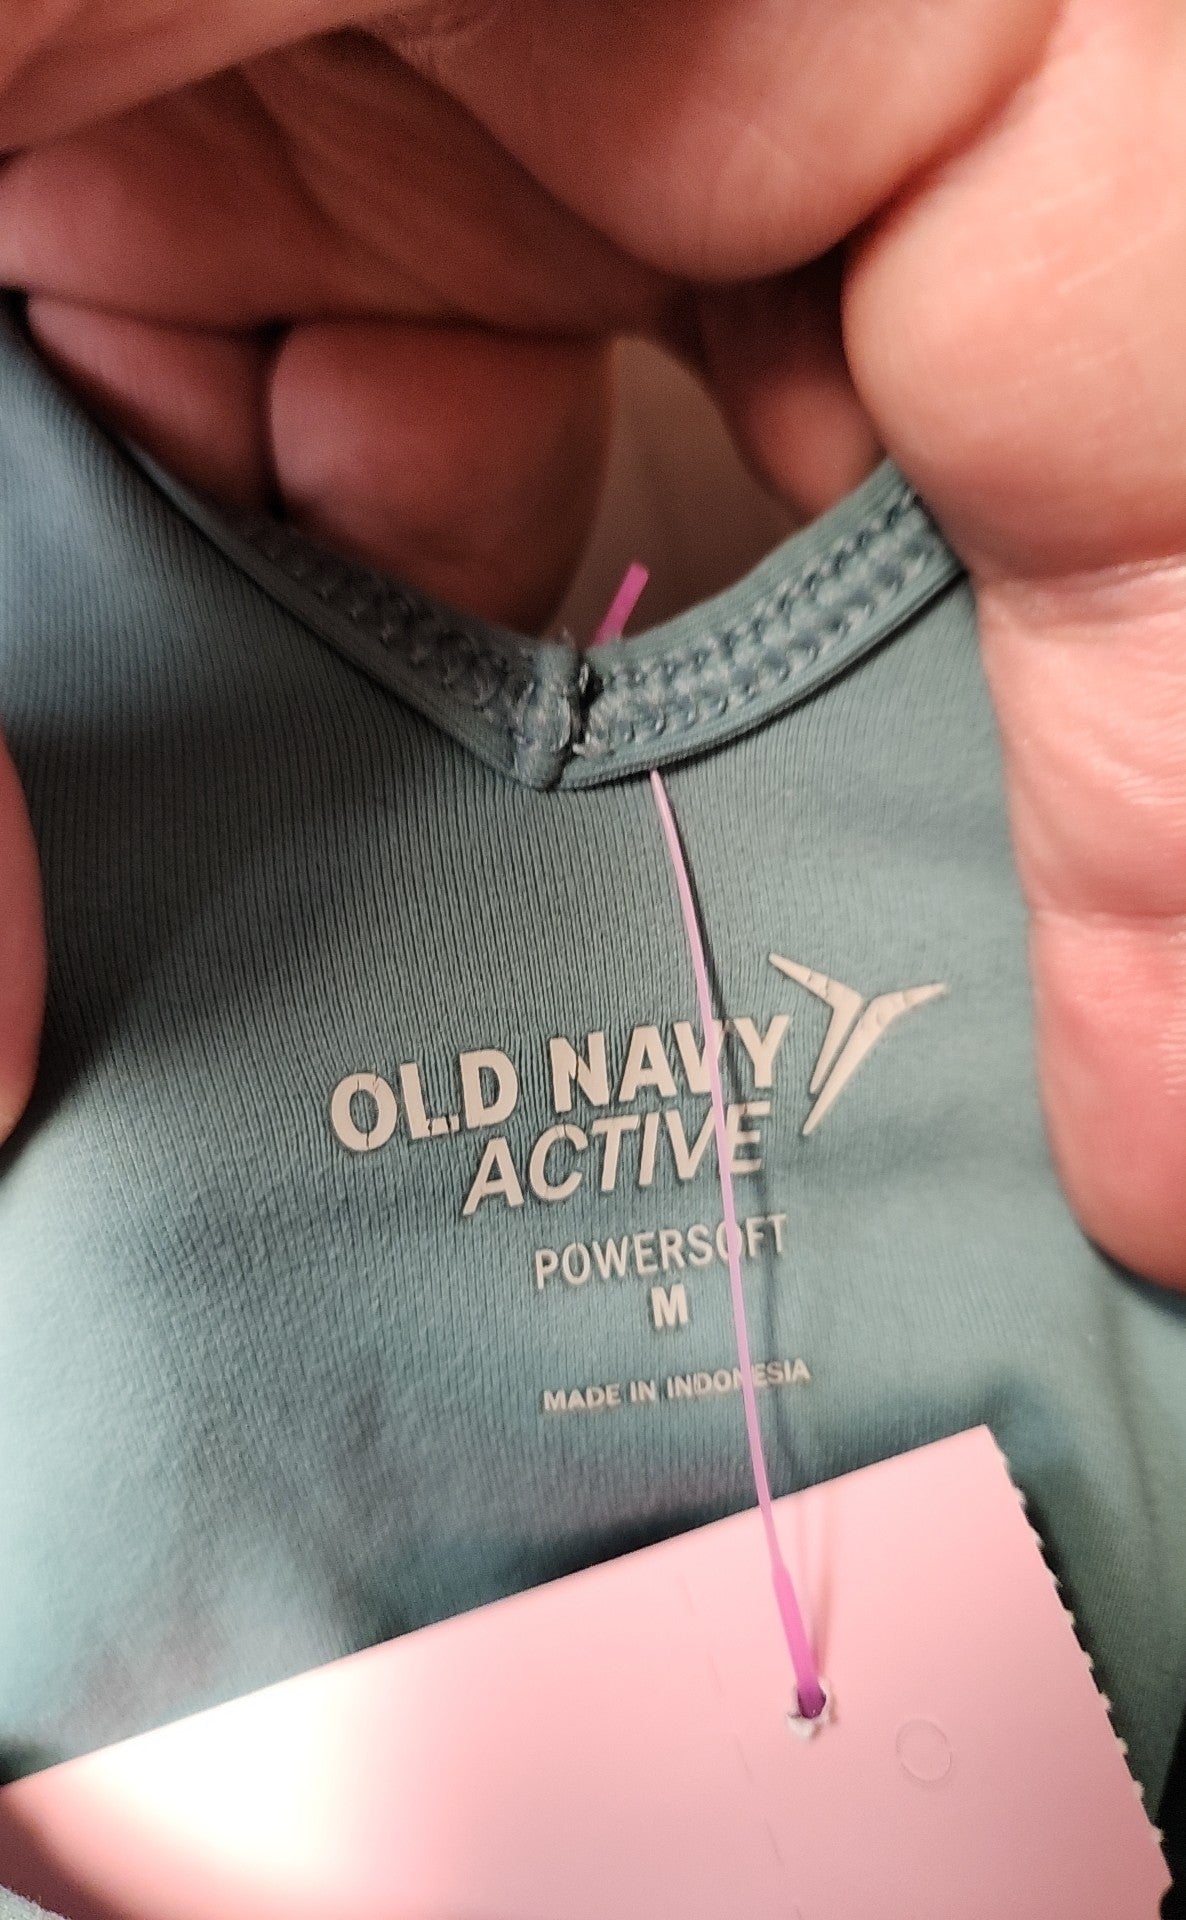 OLD NAVY
ACTIVE
POWERSOFT
M
MADE IN INDONESIA